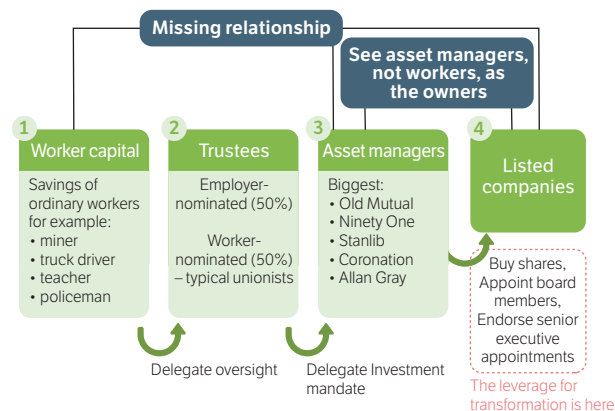 Missing relationship
See asset managers,
not workers, as
the owners
1
Worker capital
Savings of
ordinary workers
for example:
• miner
• truck driver
• teacher
• policeman
2
Trustees
Employer-
nominated (50%)
Worker-
nominated (50%)
– typical unionists
3
Asset managers
Biggest:
• Old Mutual
• Ninety One
• Stanlib
• Coronation
• Allan Gray
4
Listed
companies
Buy shares,
Appoint board
members,
Endorse senior
executive
appointments
Delegate oversight
Delegate Investment
mandate
The leverage for
transformation is here